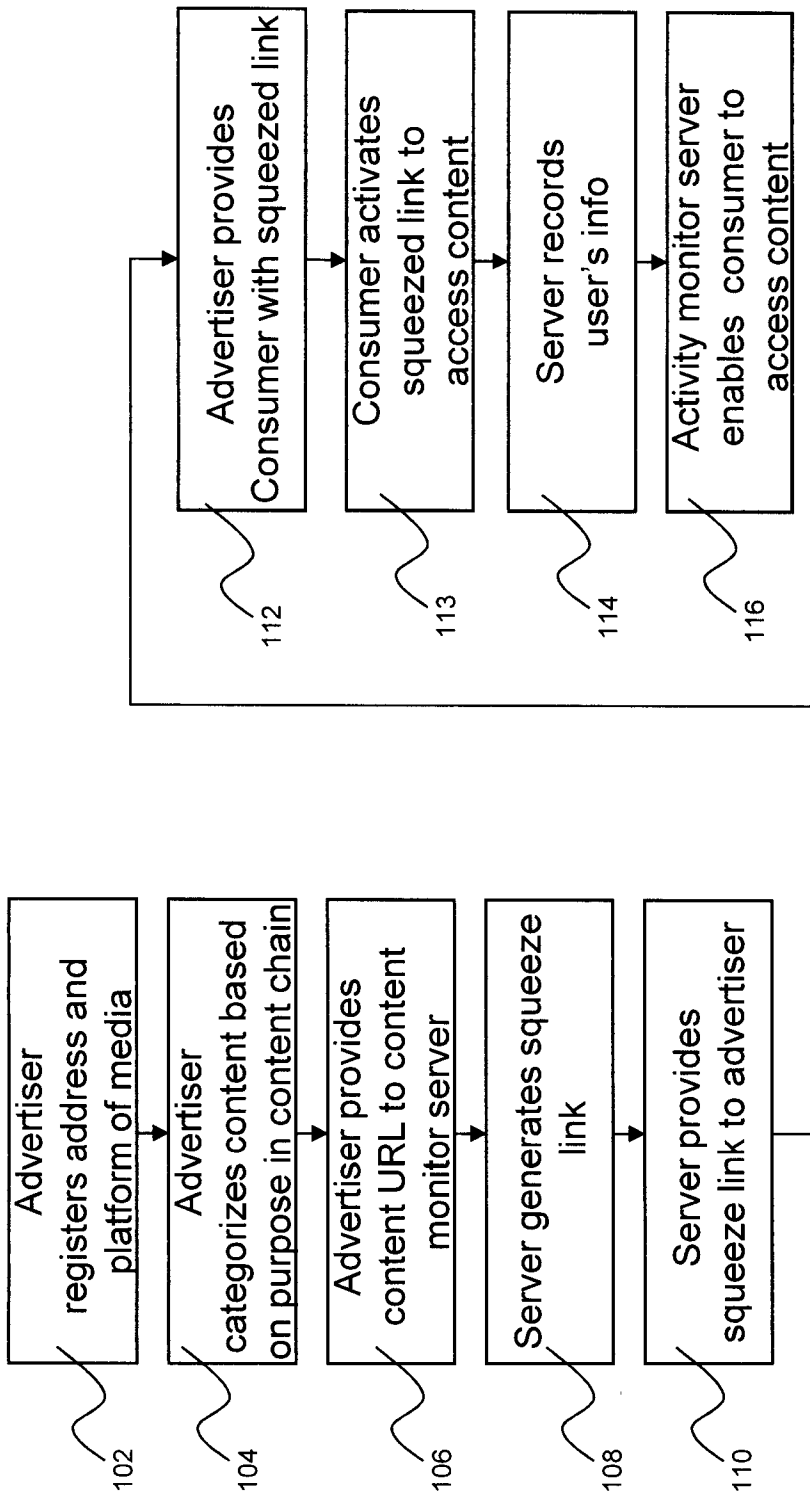 Advertiser
registers address and
platform of media
102
Advertiser
categorizes content based
on purpose in content chain
104
Advertiser provides
content URL to content
monitor server
106
Server generates squeeze
link
108
Server provides
squeeze link to advertiser
110
Advertiser provides
Consumer with squeezed link
112
Consumer activates
squeezed link to
access content
113
Server records
user's info
114
Activity monitor server
enables consumer to
access content
116